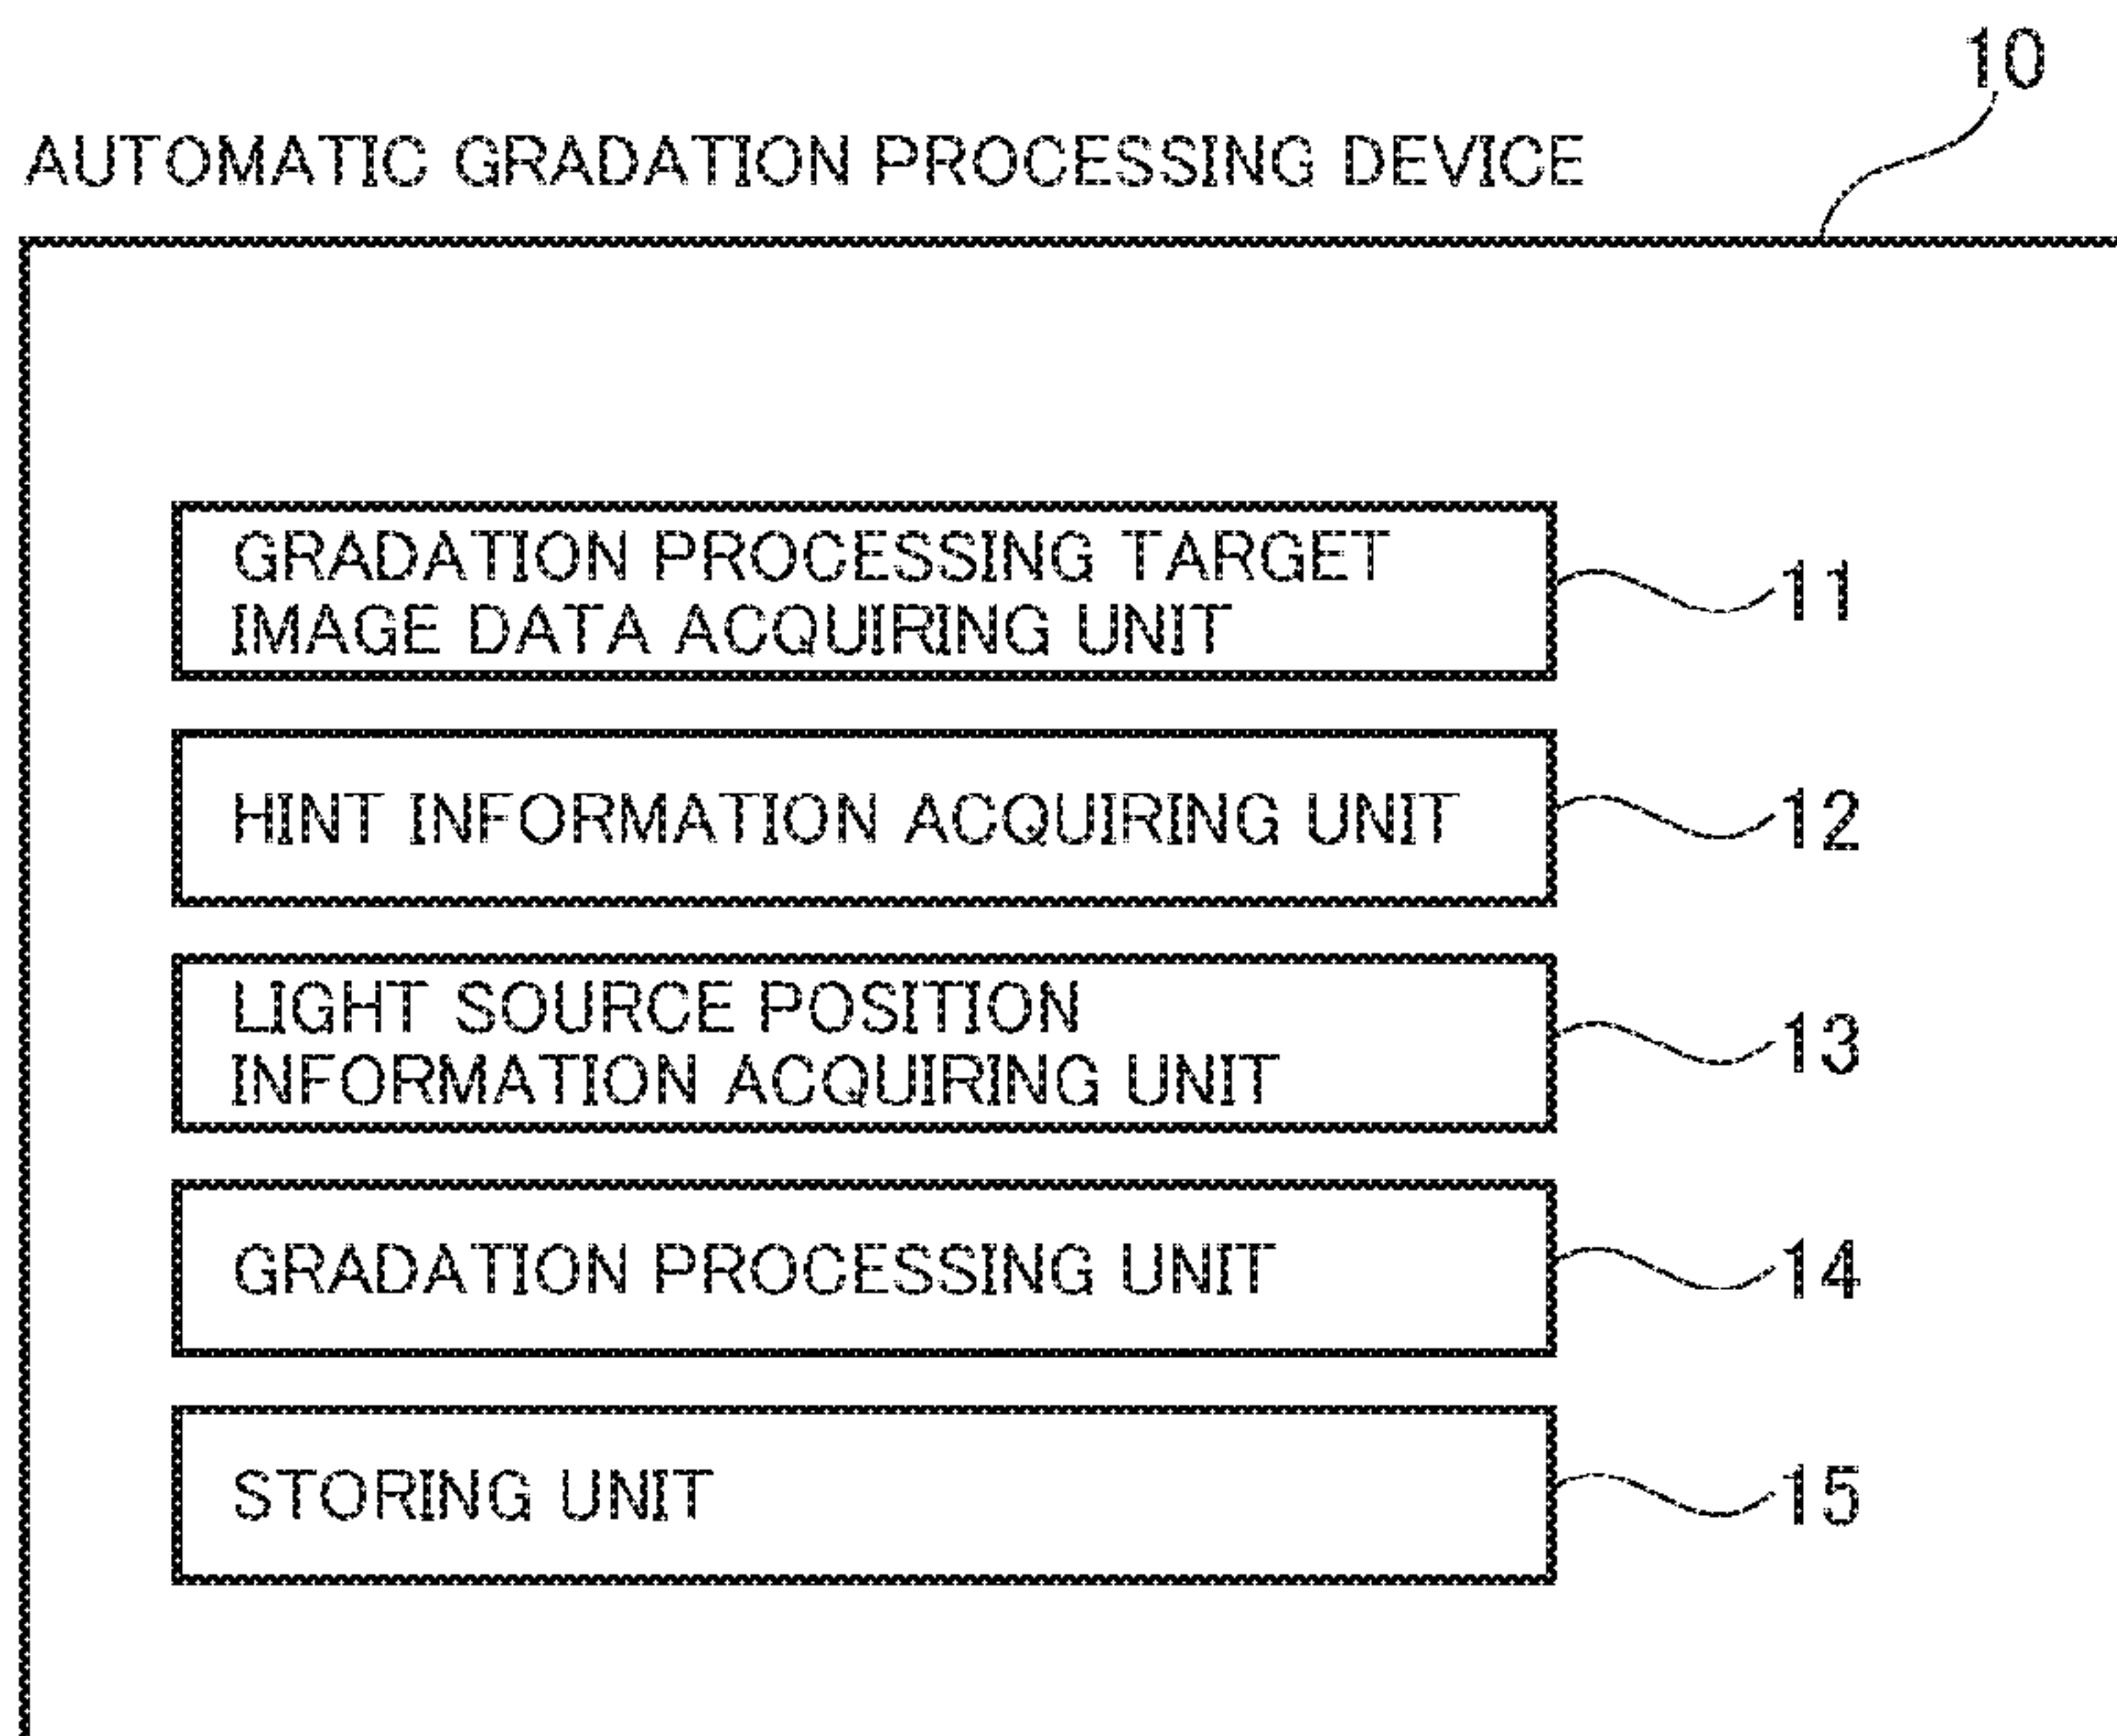 10
AUTOMATIC GRADATION PROCESSING DEVICE
GRADATION PROCESSING TARGET
IMAGE DATA ACQUIRING UNIT
11
HINT INFORMATION ACQUIRING UNIT
12
LIGHT SOURCE POSITION
INFORMATION ACQUIRING UNIT
13
GRADATION PROCESSING UNIT
14
STORING UNIT
15